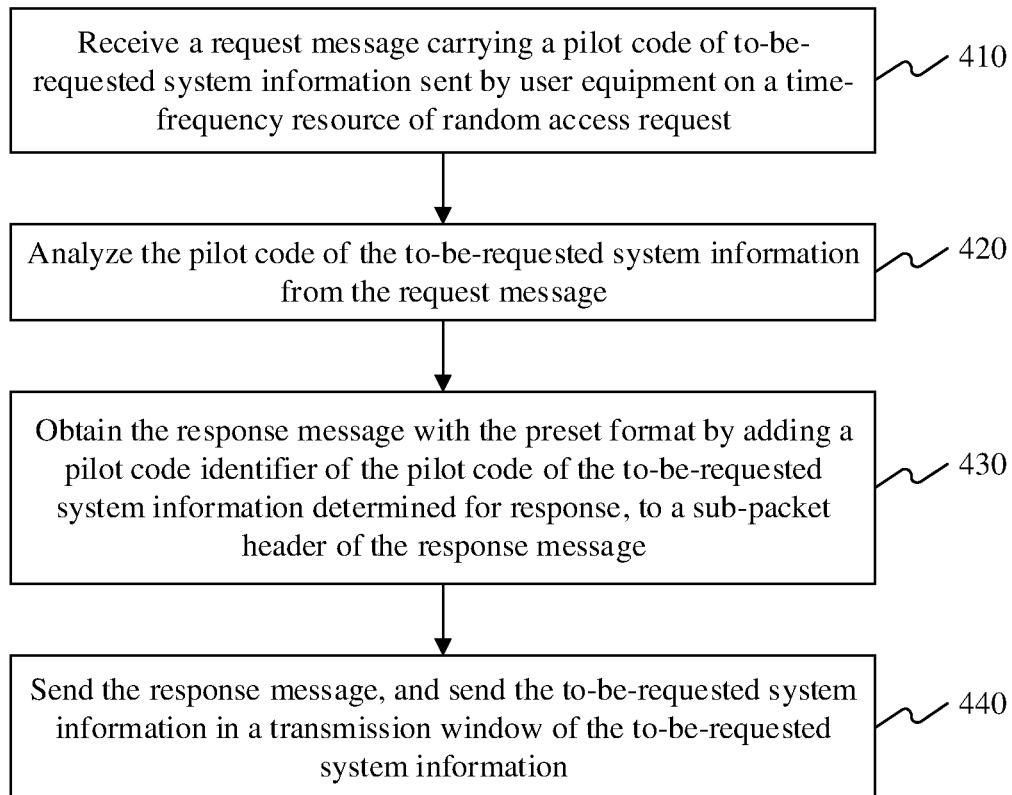 Receive a request message carrying a pilot code of to-be-
requested system information sent by user equipment on a time-
frequency resource of random access request
410
Analyze the pilot code of the to-be-requested system information
from the request message
420
Obtain the response message with the preset format by adding a
pilot code identifier of the pilot code of the to-be-requested
system information determined for response, to a sub-packet
header of the response message
430
Send the response message, and send the to-be-requested system
information in a transmission window of the to-be-requested
system information
440